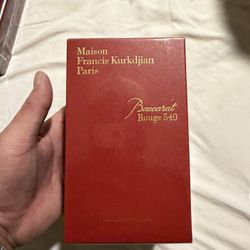 Maison
Francis Kurkdjian
Paris
Baccarat
Rouge 540